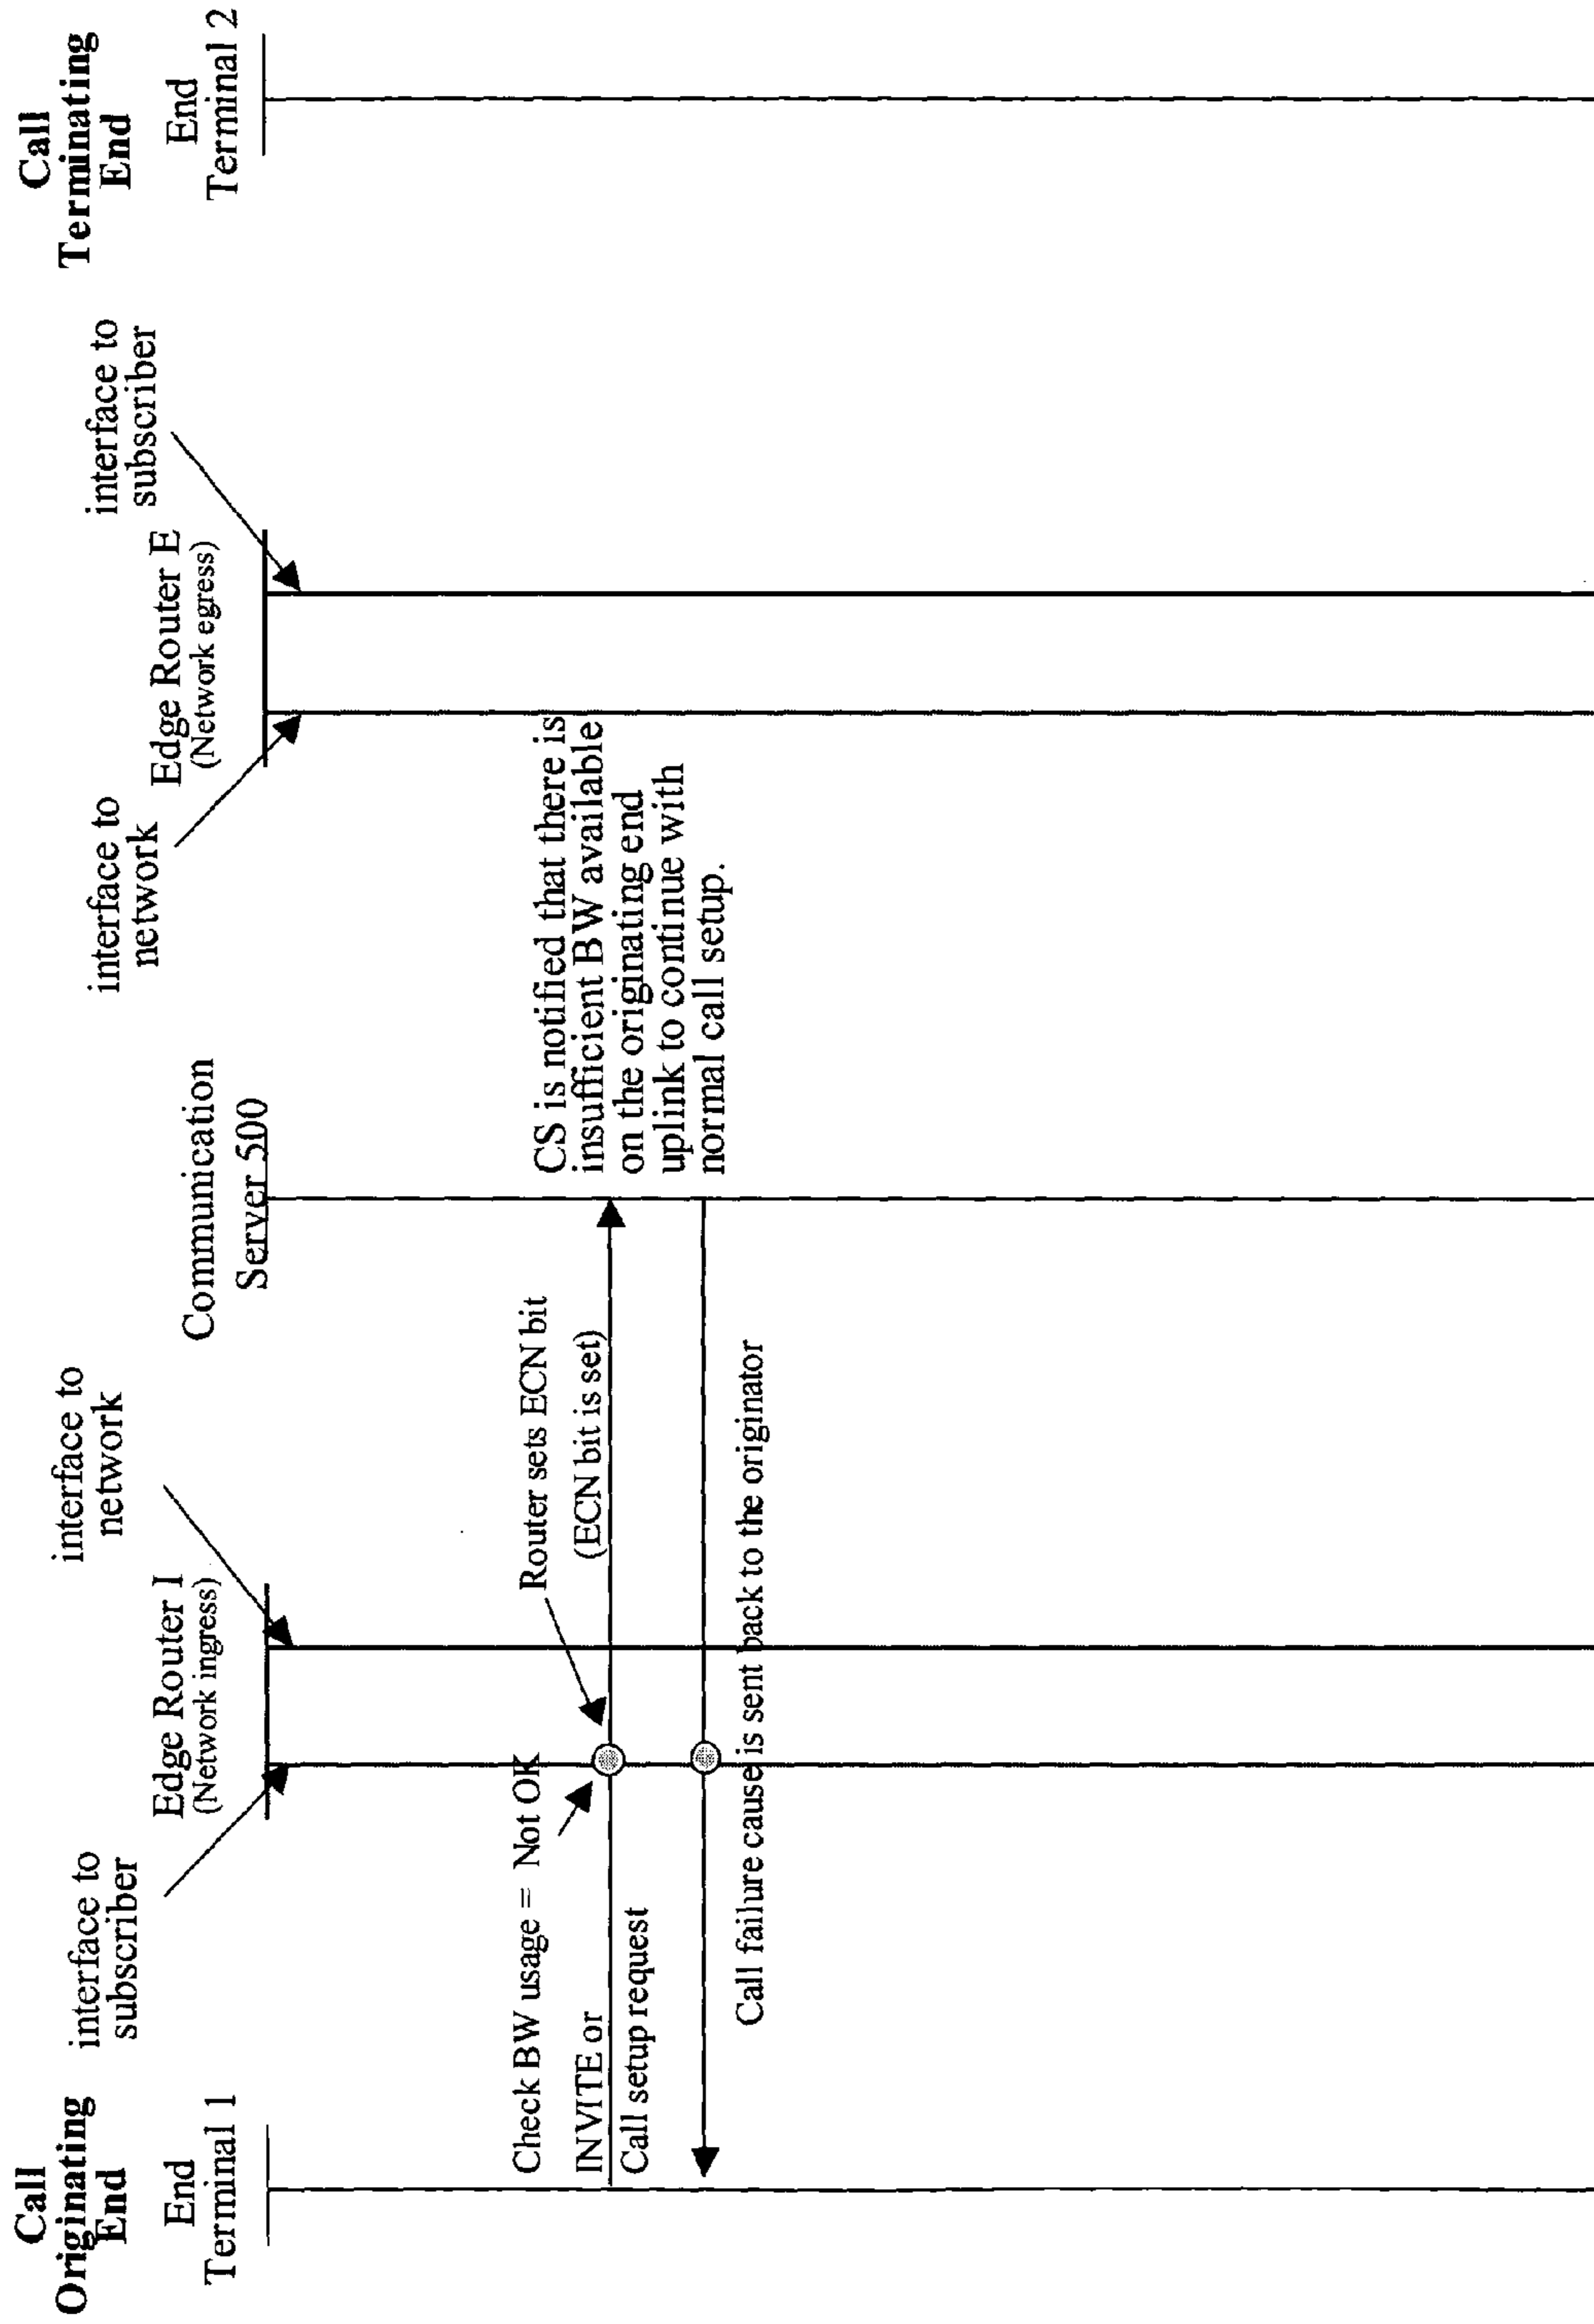 Call
Originating
End
End
Terminal 1
interface to
subscriber
Edge Router I
(Network ingress)
interface to
network
Communication
Server 500
interface to
network
Edge Router E
(Network egress)
interface to
subscriber
Call
Terminating
End
End
Terminal 2
Check BW usage = Not OK
Router sets ECN bit
INVITE or
Call setup request
(ECN bit is set)
CS is notified that there is
insufficient BW available
on the originating end
uplink to continue with
normal call setup.
Call failure cause is sent back to the originator